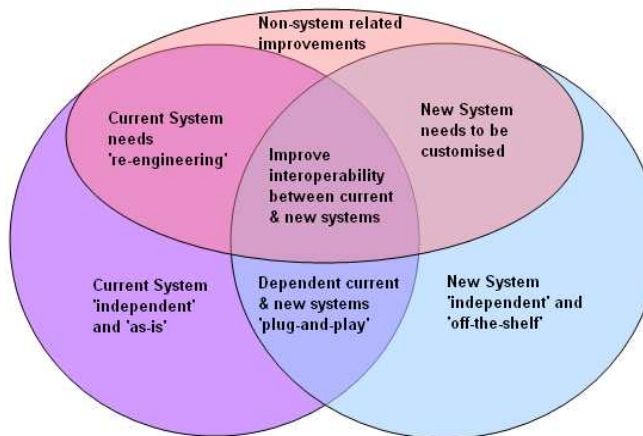 Non-system related
improvements
Current System
needs
're-engineering'
New System
needs to be
customised
Improve
interoperability
between current
& new systems
Current System
'independent'
and 'as-is'
Dependent current
& new systems
'plug-and-play'
New System
'independent' and
'off-the-shelf'